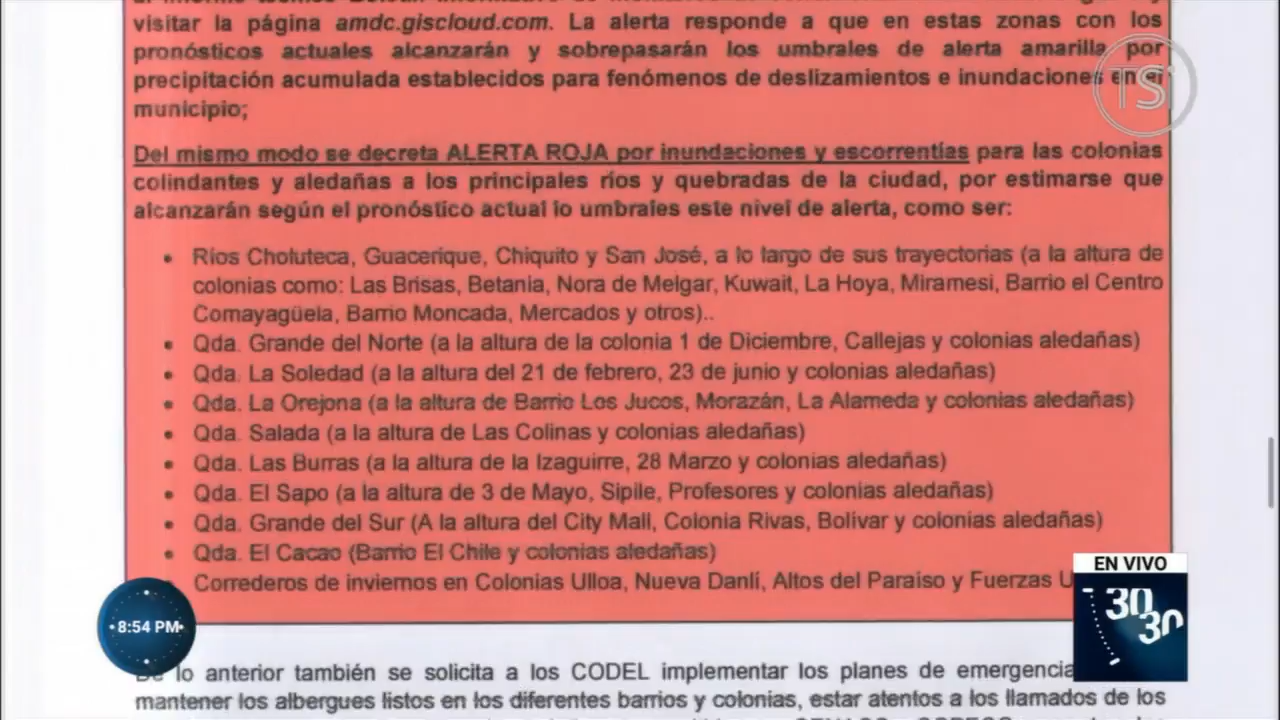 visitar la página amdc.giscloud.com. La alerta responde a que en estas zonas con los
pronósticos actuales alcanzarán y sobrepasarán los umbrales de alerta amarilla por
precipitación acumulada establecidos para fenómenos de deslizamientos e inundaciones en el
municipio;
TSi
Del mismo modo se decreta ALERTA ROJA por inundaciones y escorrentías para las colonias
colindantes y aledañas a los principales ríos y quebradas de la ciudad, por estimarse que
alcanzarán según el pronóstico actual lo umbrales este nivel de alerta, como ser:
• Ríos Choluteca, Guacerique, Chiquito y San José, a lo largo de sus trayectorias (a la altura de
colonias como: Las Brisas, Betania, Nora de Melgar, Kuwait, La Hoya, Miramesi, Barrio el Centro
Comayagüela, Barrio Moncada, Mercados y otros)..
• Qda. Grande del Norte (a la altura de la colonia 1 de Diciembre, Callejas y colonias aledañas)
• Qda. La Soledad (a la altura del 21 de febrero, 23 de junio y colonias aledañas)
• Qda. La Orejona (a la altura de Barrio Los Jucos, Morazán, La Alameda y colonias aledañas)
• Qda. Salada (a la altura de Las Colinas y colonias aledañas)
• Qda. Las Burras (a la altura de la Izaguirre, 28 Marzo y colonias aledañas)
• Qda. El Sapo (a la altura de 3 de Mayo, Sipile, Profesores y colonias aledañas)
• Qda. Grande del Sur (A la altura del City Mall, Colonia Rivas, Bolívar y colonias aledañas)
• Qda. El Cacao (Barrio El Chile y colonias aledañas)
• Correderos de inviernos en Colonias Ulloa, Nueva Danlí, Altos del Paraiso y Fuerzas
EN VIVO
30
30
8:54 PM
De lo anterior también se solicita a los CODEL implementar los planes de emergencia
mantener los albergues listos en los diferentes barrios y colonias, estar atentos a los llamados de los